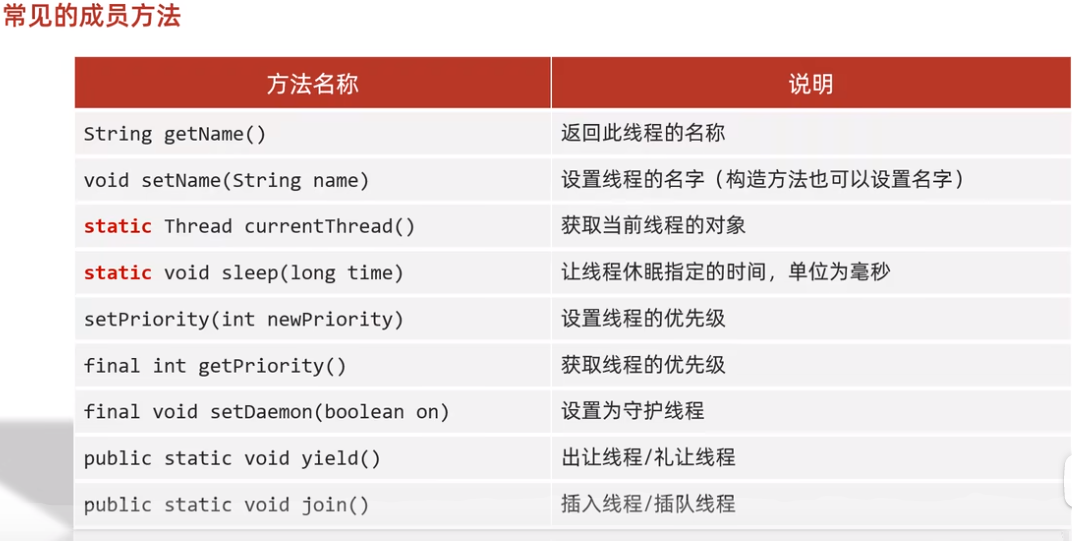 常见的成员方法
方法名称 说明
String getName() 返回此线程的名称
void setName(String name) 设置线程的名字（构造方法也可以设置名字）
static Thread currentThread() 获取当前线程的对象
static void sleep(long time) 让线程休眠指定的时间，单位为毫秒
setPriority(int newPriority) 设置线程的优先级
final int getPriority() 获取线程的优先级
final void setDaemon(boolean on) 设置为守护线程
public static void yield() 出让线程/礼让线程
public static void join() 插入线程/插队线程